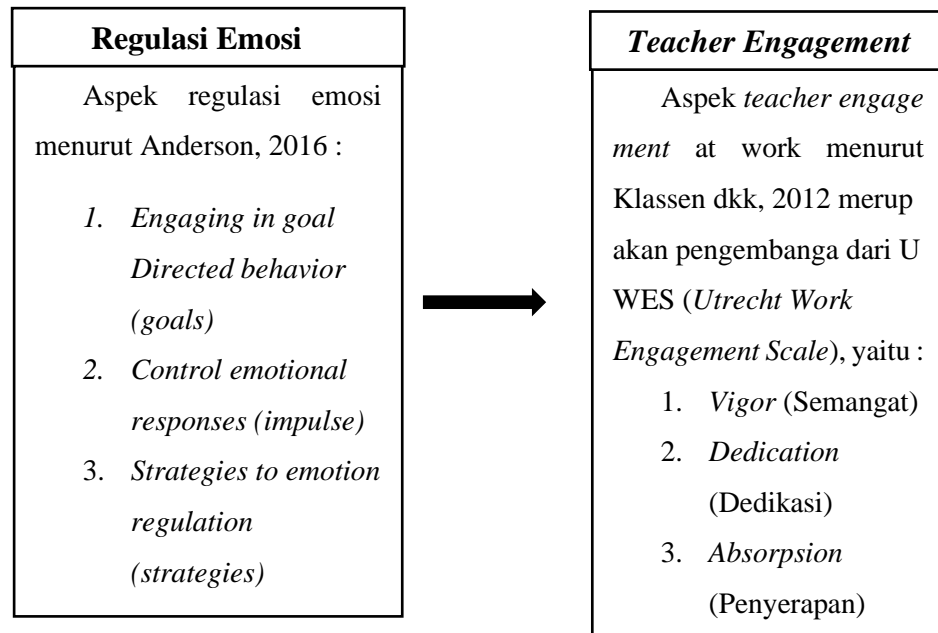 Regulasi Emosi
Aspek regulasi emosi
menurut Anderson, 2016 :
1. Engaging in goal
Directed behavior
(goals)
2. Control emotional
responses (impulse)
3. Strategies to emotion
regulation
(strategies)
Teacher Engagement
Aspek teacher engage
ment at work menurut
Klassen dkk, 2012 merup
akan pengembanga dari U
WES (Utrecht Work
Engagement Scale), yaitu :
1. Vigor (Semangat)
2. Dedication
(Dedikasi)
3. Absorpsion
(Penyerapan)